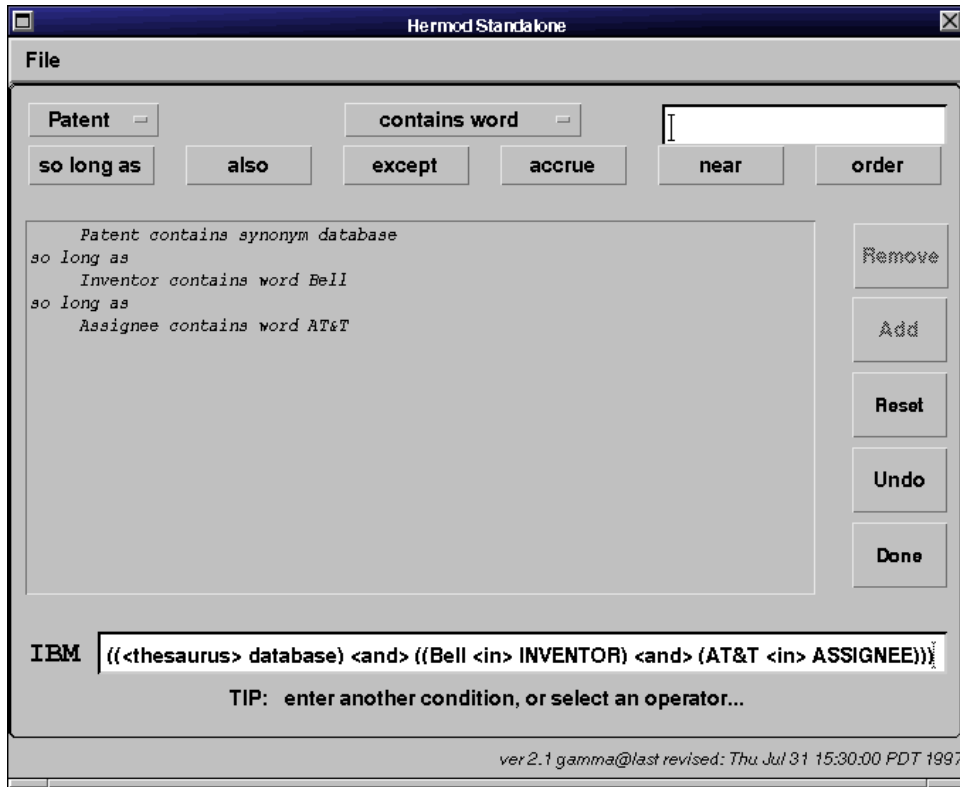 Hermod Standalone
File
Patent contains word
so long as also except accrue near order
Patent contains synonym database
so long as
Inventor contains word Bell
so long as
Assignee contains word AT&T
Remove
Add
Reset
Undo
Done
IBM ((<thesaurus> database) <and> ((Bell <in> INVENTOR) <and> (AT&T <in> ASSIGNEE)))
TIP: enter another condition, or select an operator...
ver 2.1 gamma@last revised: Thu Jul 31 15:30:00 PDT 1997